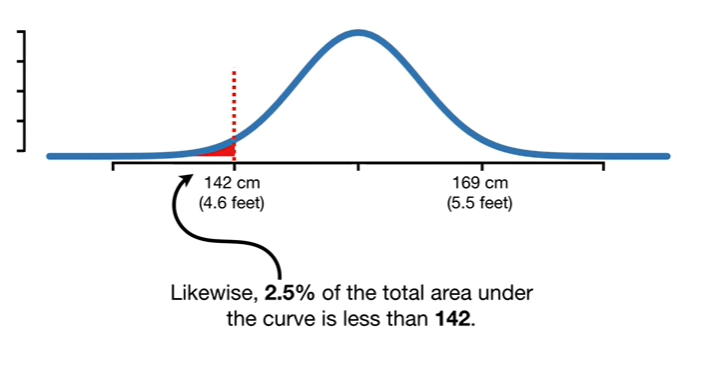 142 cm
(4.6 feet)
169 cm
(5.5 feet)
Likewise, 2.5% of the total area under
the curve is less than 142.